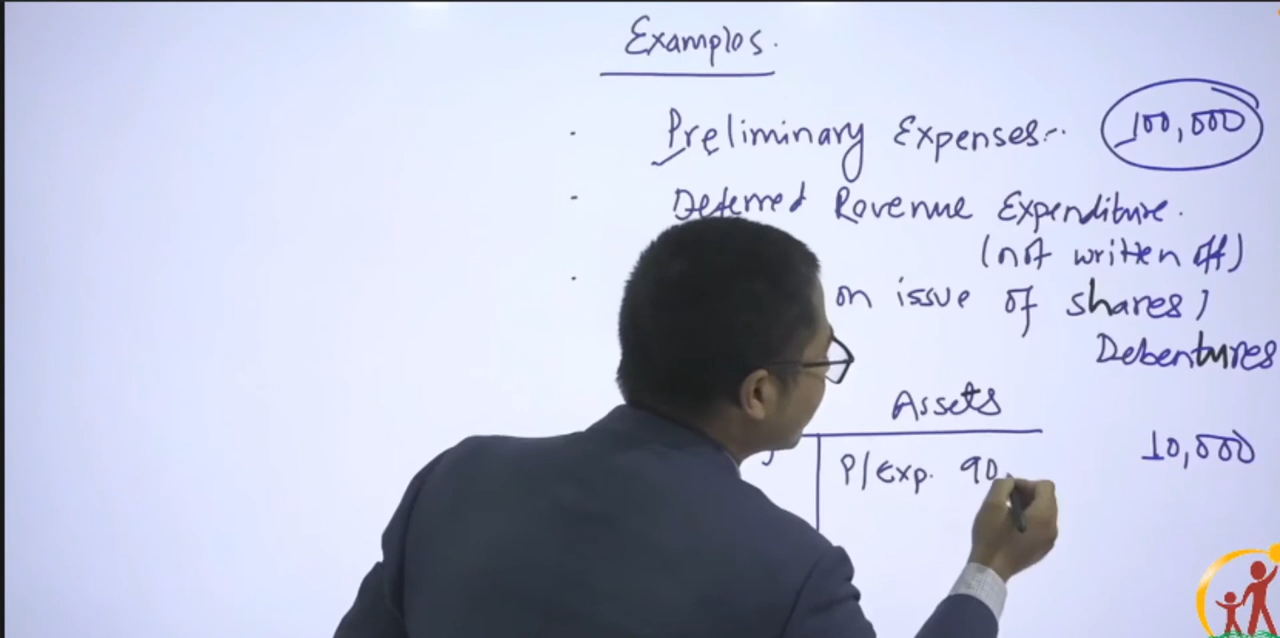 Examples.
Preliminary Expenses. 100,000
Deferred Revenue Expenditure.
(not written off)
on issue of shares /
Debentures
Assets
10,000
P/Exp. 90